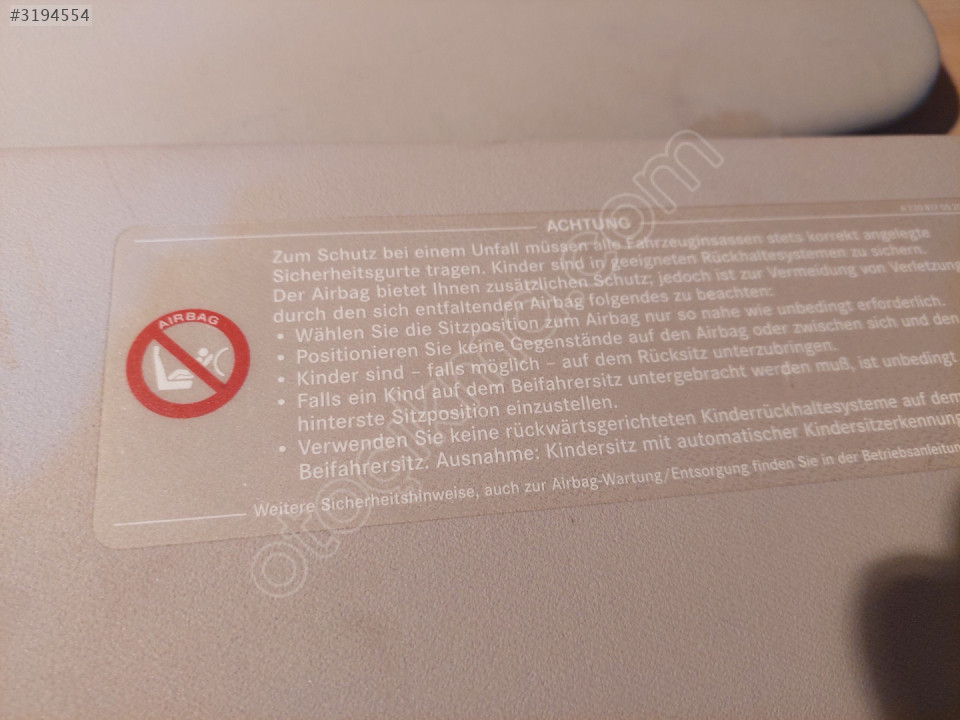 #3194554
ACHTUNG
Zum Schutz bei einem Unfall müssen alle Fahrzeuginsassen stets korrekt angelegte
Sicherheitsgurte tragen. Kinder sind in geeigneten Rückhaltesystemen zu sichern.
Der Airbag bietet Ihnen zusätzlichen Schutz; jedoch ist zur Vermeidung von Verletzung
durch den sich entfaltenden Airbag folgendes zu beachten:
• Wählen Sie die Sitzposition zum Airbag nur so nahe wie unbedingt erforderlich.
• Positionieren Sie keine Gegenstände auf den Airbag oder zwischen sich und den
• Kinder sind – falls möglich – auf dem Rücksitz unterzubringen.
• Falls ein Kind auf dem Beifahrersitz untergebracht werden muß, ist unbedingt
hinterste Sitzposition einzustellen.
• Verwenden Sie keine rückwärtsgerichteten Kinderrückhaltesysteme auf dem
Beifahrersitz. Ausnahme: Kindersitz mit automatischer Kindersitzerkennung
Weitere Sicherheitshinweise, auch zur Airbag-Wartung/Entsorgung finden Sie in der Betriebsanleitung
AIRBAG
otocikma.com